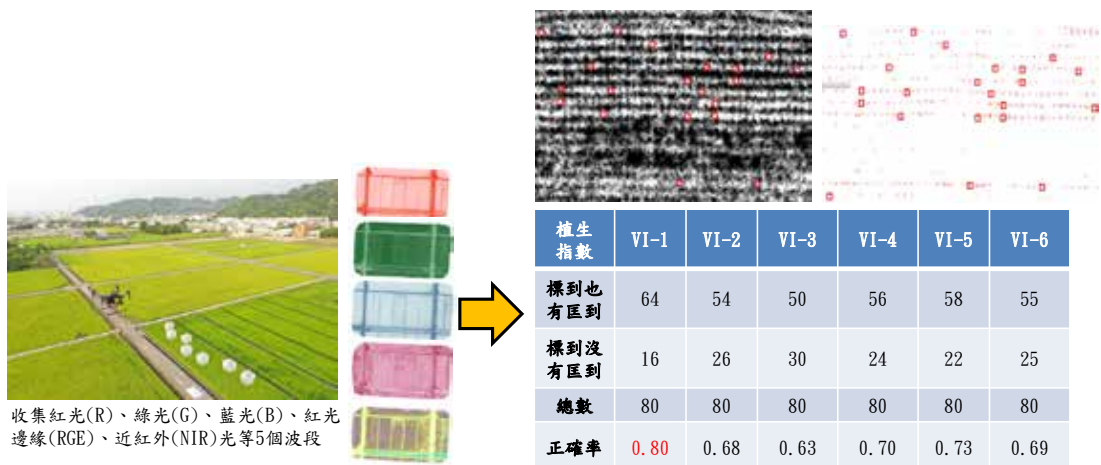 收集紅光(R)、綠光(G)、藍光(B)、紅光
邊緣(RGE)、近紅外(NIR)光等5個波段
植生
指數 VI-1 VI-2 VI-3 VI-4 VI-5 VI-6
標到也
有匡到 64 54 50 56 58 55
標到沒
有匡到 16 26 30 24 22 25
總數 80 80 80 80 80 80
正確率 0.80 0.68 0.63 0.70 0.73 0.69